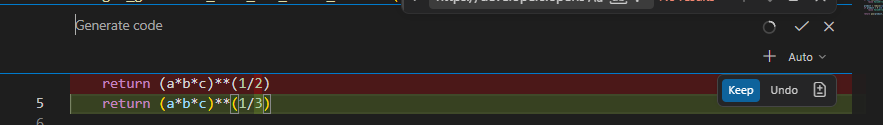 Generate code
Auto
return (a*b*c)**(1/2)
5 return (a*b*c)**(1/3)
Keep Undo
6